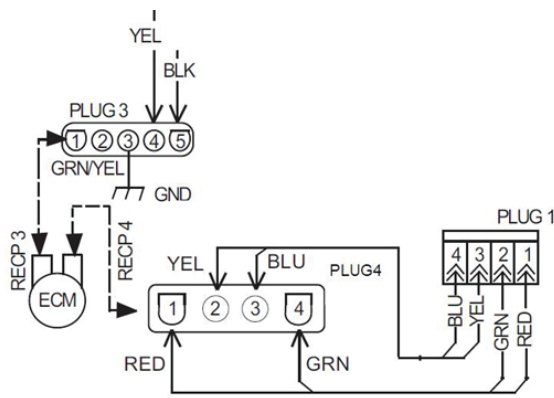 YEL
BLK
PLUG 3
1 2 3 4 5
GRN/YEL
GND
RECP 3
RECP 4
ECM
PLUG 1
4 3 2 1
BLU
YEL
GRN
RED
YEL
BLU
PLUG4
1 2 3 4
RED
GRN